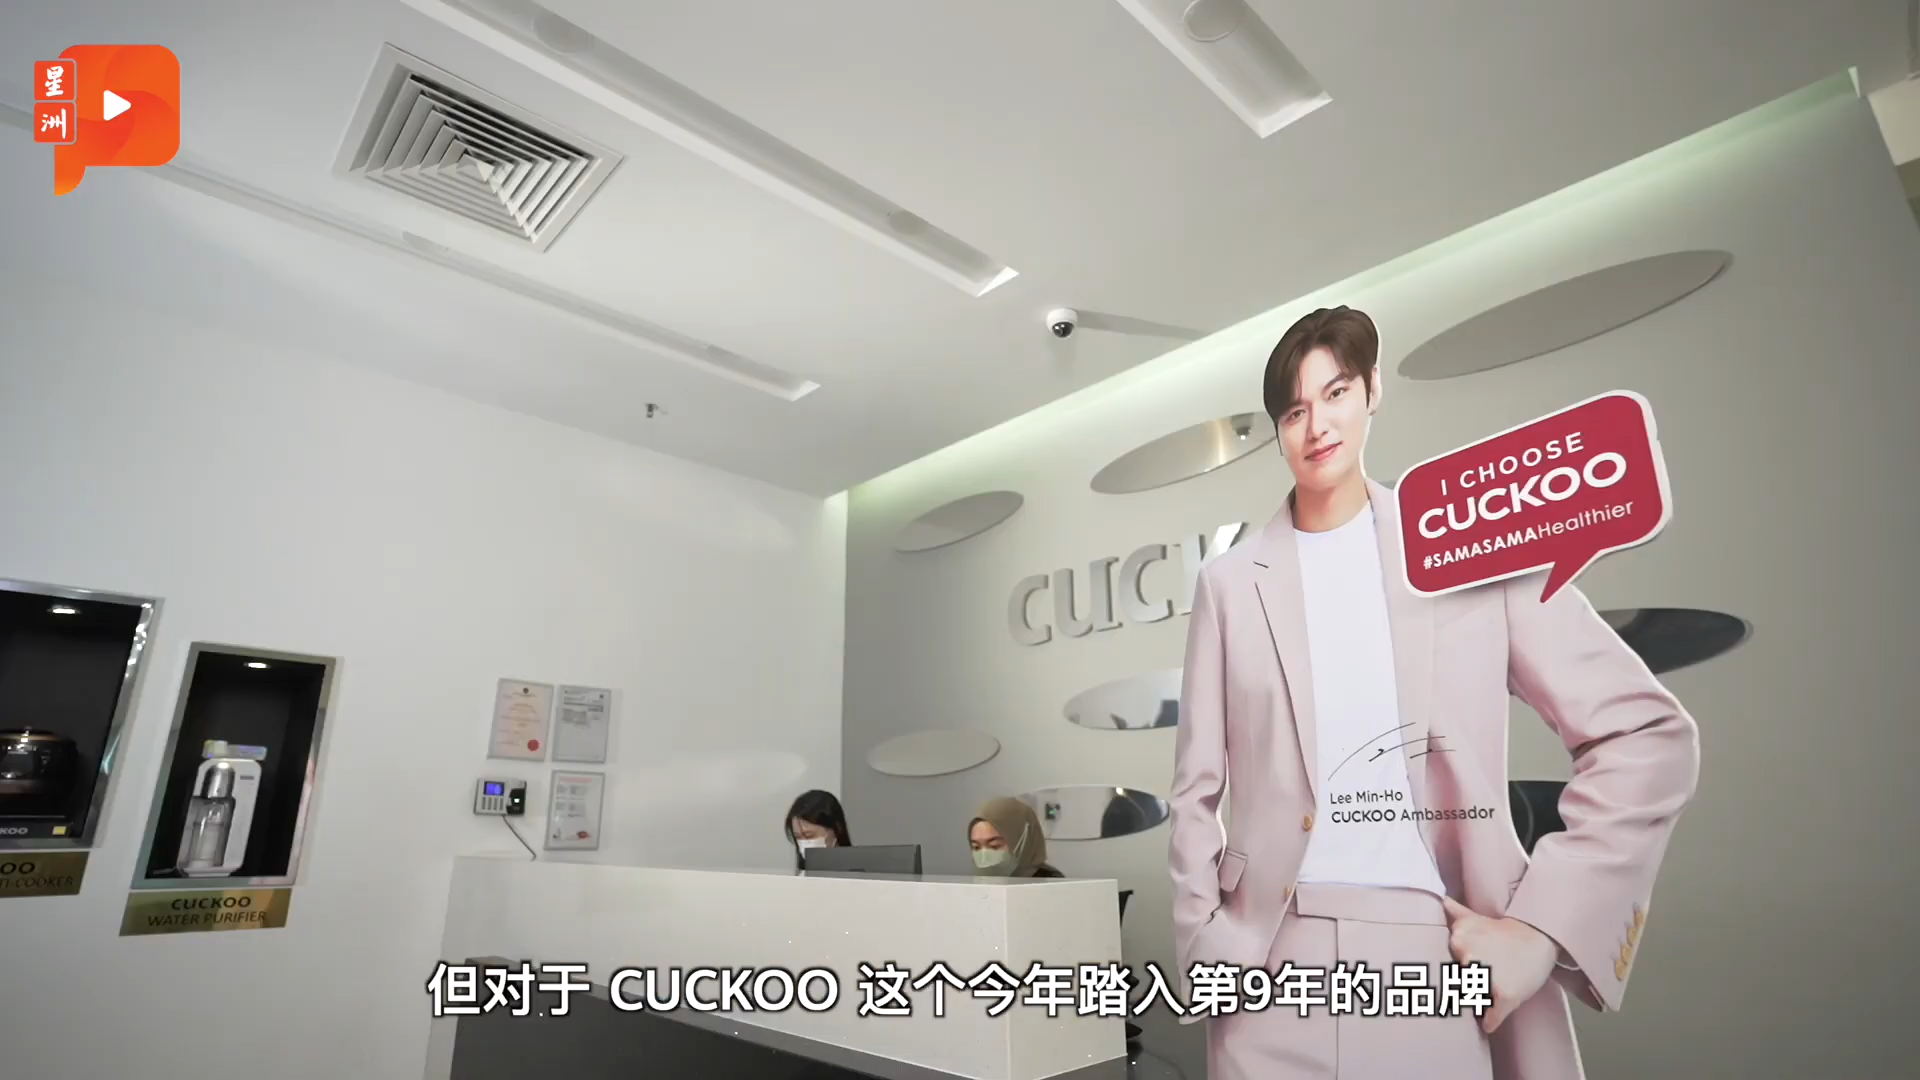 星洲
CUCK
I CHOOSE
CUCKOO
#SAMASAMAHealthier
Lee Min-Ho
CUCKOO Ambassador
CUCKOO
WATER PURIFIER
但对于 CUCKOO 这个今年踏入第9年的品牌